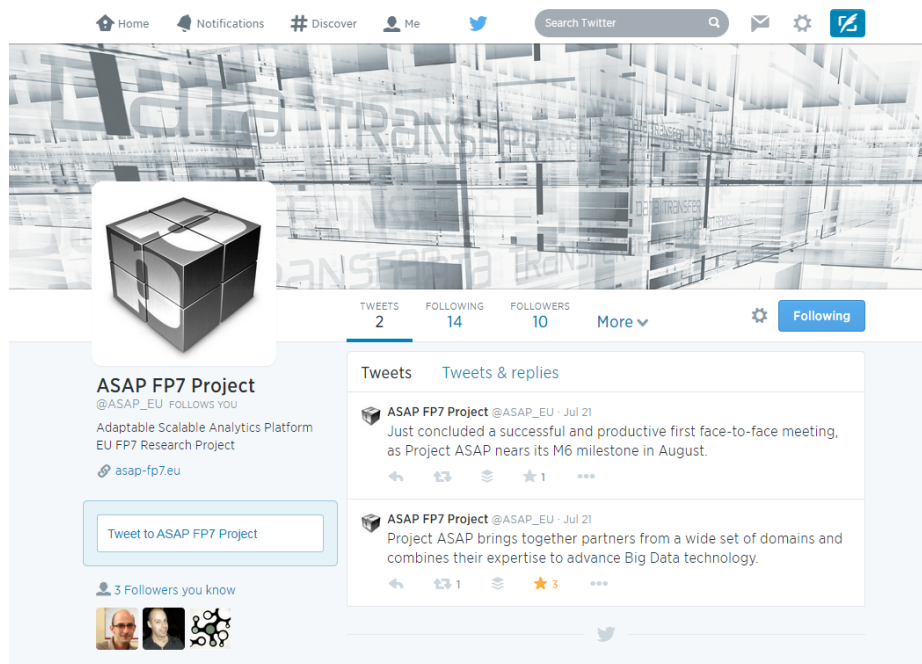 Home Notifications Discover Me Search Twitter
Data TRANSFER
DATA TRANSFER
TWEETS FOLLOWING FOLLOWERS
2 14 10 More Following
ASAP FP7 Project
@ASAP_EU FOLLOWS YOU
Adaptable Scalable Analytics Platform
EU FP7 Research Project
asap-fp7.eu
Tweet to ASAP FP7 Project
3 Followers you know
Tweets Tweets & replies
ASAP FP7 Project @ASAP_EU · Jul 21
Just concluded a successful and productive first face-to-face meeting,
as Project ASAP nears its M6 milestone in August.
1
ASAP FP7 Project @ASAP_EU · Jul 21
Project ASAP brings together partners from a wide set of domains and
combines their expertise to advance Big Data technology.
1 3